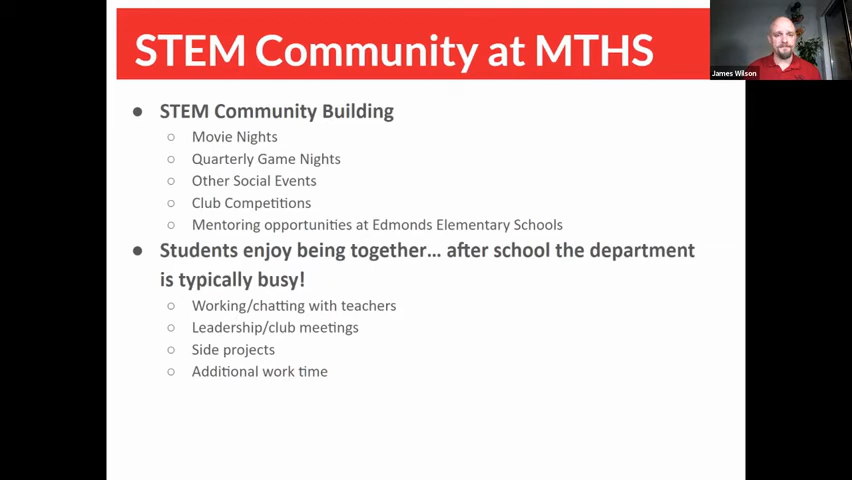 STEM Community at MTHS
James Wilson
● STEM Community Building
○ Movie Nights
○ Quarterly Game Nights
○ Other Social Events
○ Club Competitions
○ Mentoring opportunities at Edmonds Elementary Schools
● Students enjoy being together… after school the department
is typically busy!
○ Working/chatting with teachers
○ Leadership/club meetings
○ Side projects
○ Additional work time